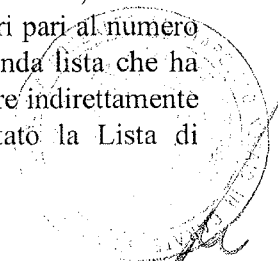 ri pari al numero
nda lista che ha
re indirettamente
tato la Lista di